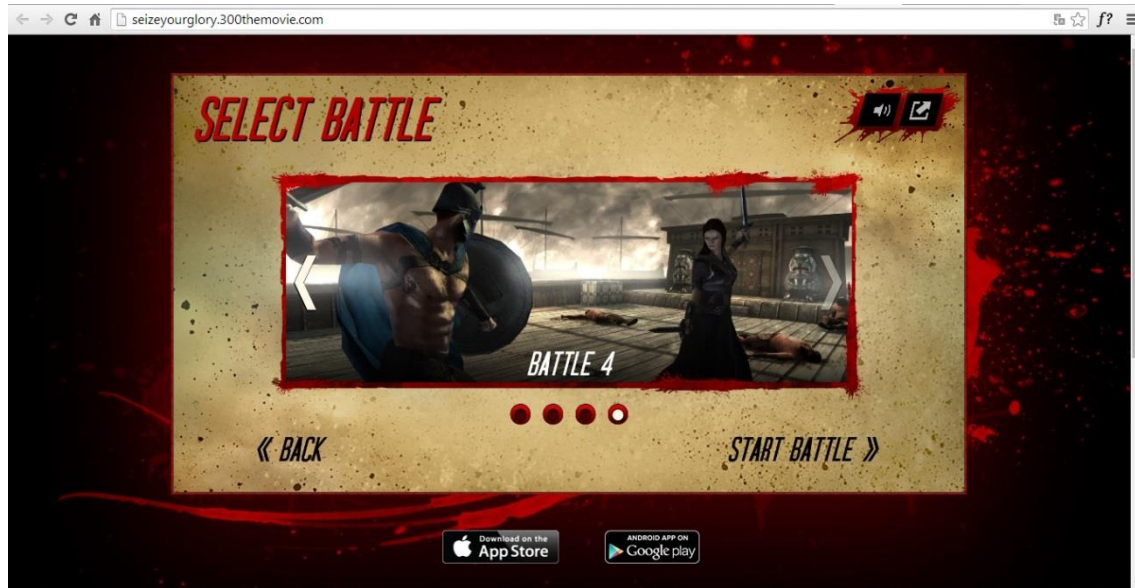 seizeyourglory.300themovie.com
f?
SELECT BATTLE
BATTLE 4
« BACK
START BATTLE »
Download on the
App Store
ANDROID APP ON
Google play